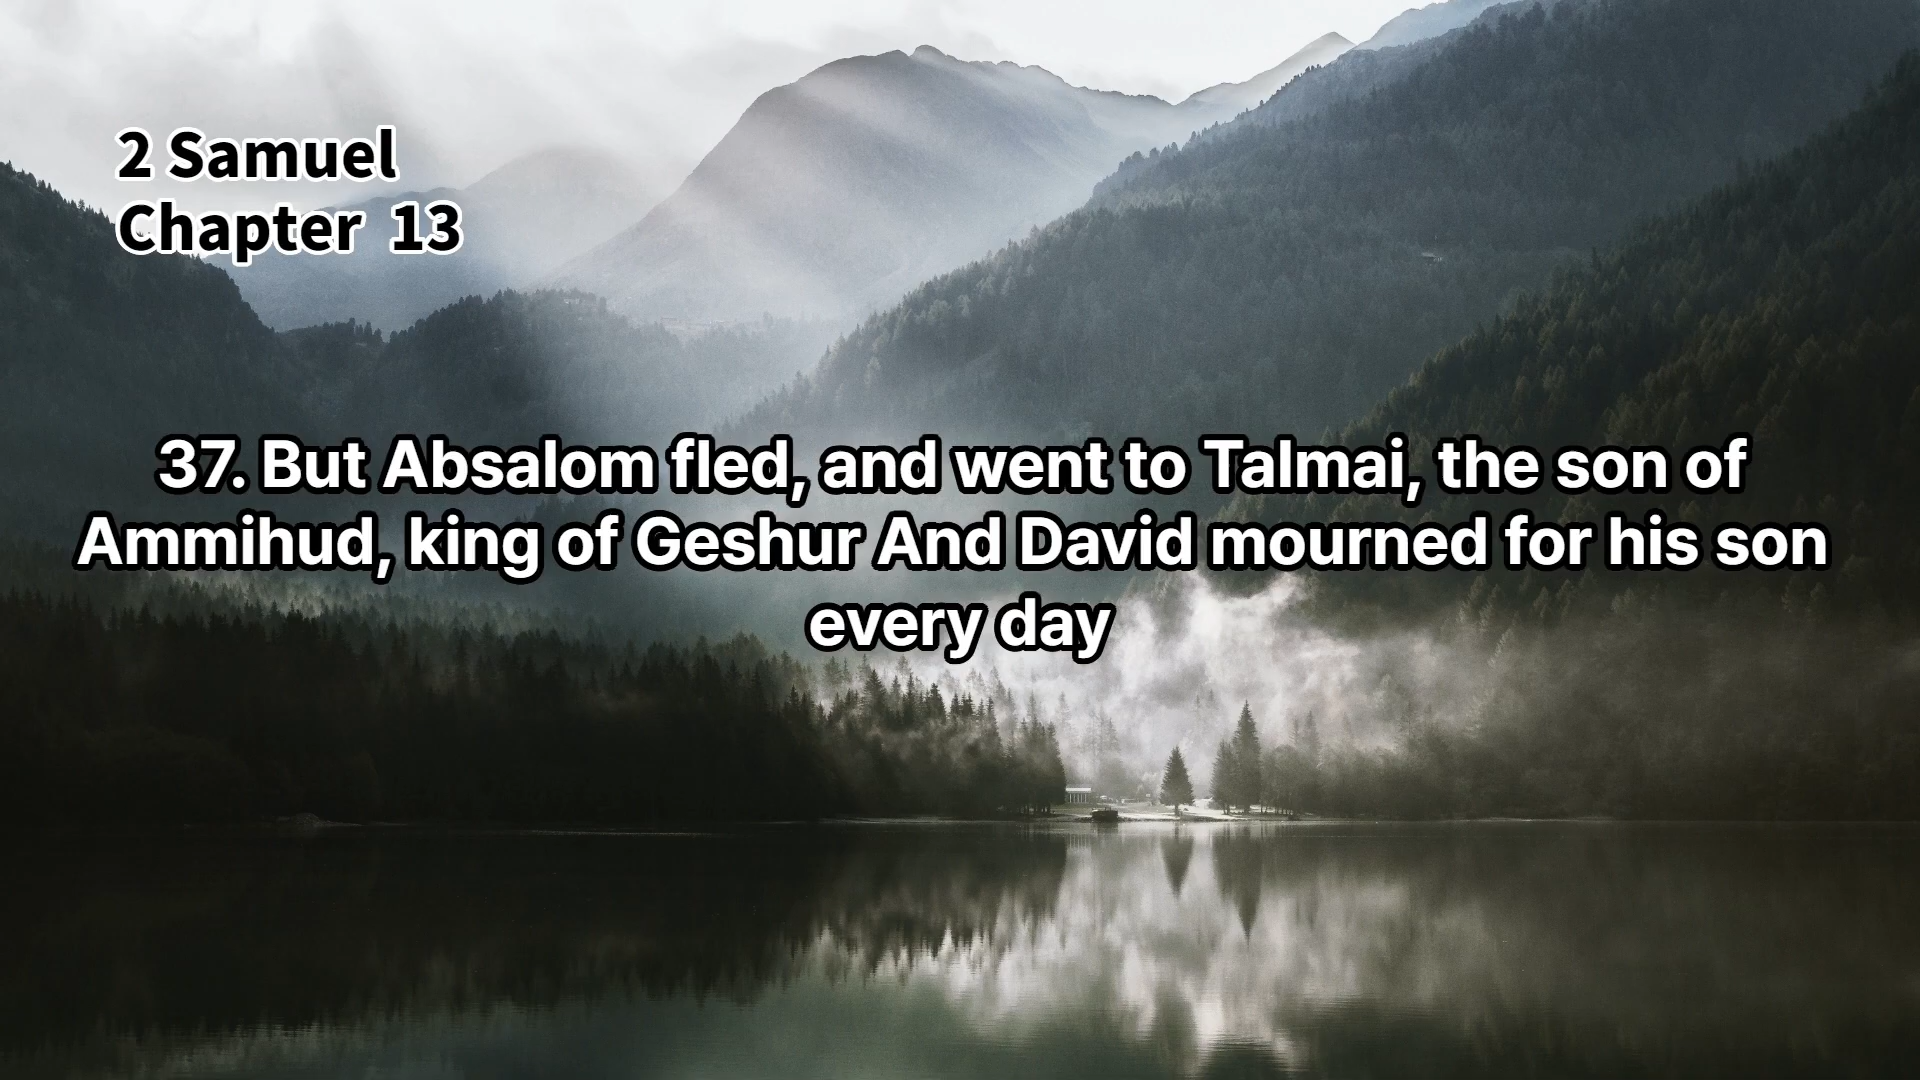 2 Samuel
Chapter 13
37. But Absalom fled, and went to Talmai, the son of
Ammihud, king of Geshur And David mourned for his son
every day